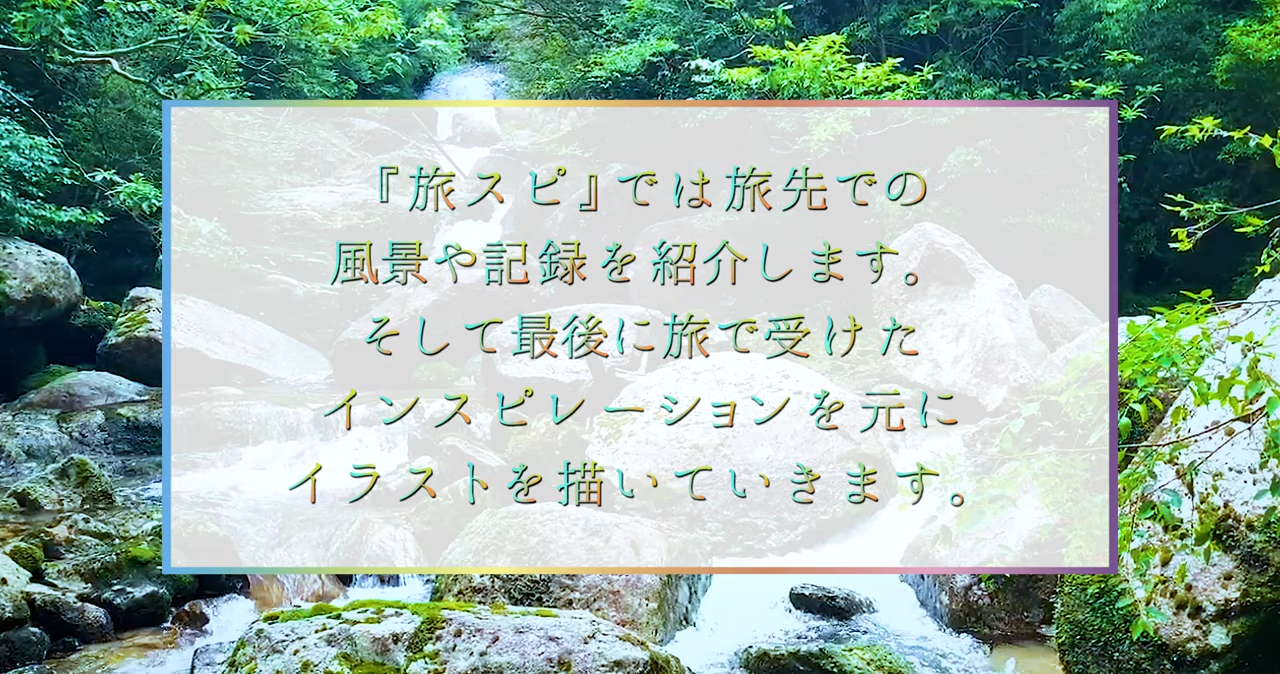 『旅スピ』では旅先での
風景や記録を紹介します。
そして最後に旅で受けた
インスピレーションを元に
イラストを描いていきます。